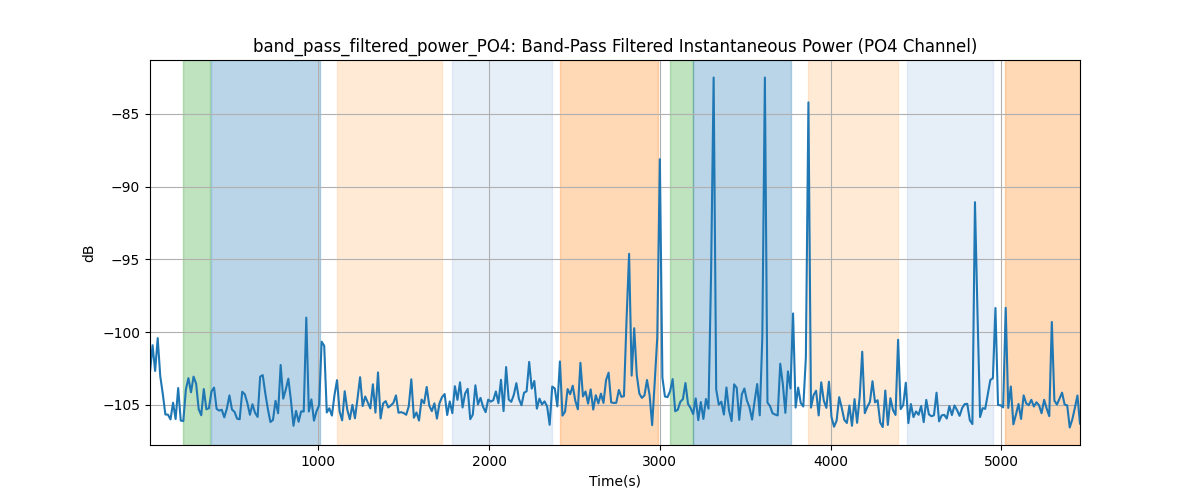 band_pass_filtered_power_PO4: Band-Pass Filtered Instantaneous Power (PO4 Channel)
−85
−90
−95
−100
−105
dB
1000 2000 3000 4000 5000
Time(s)